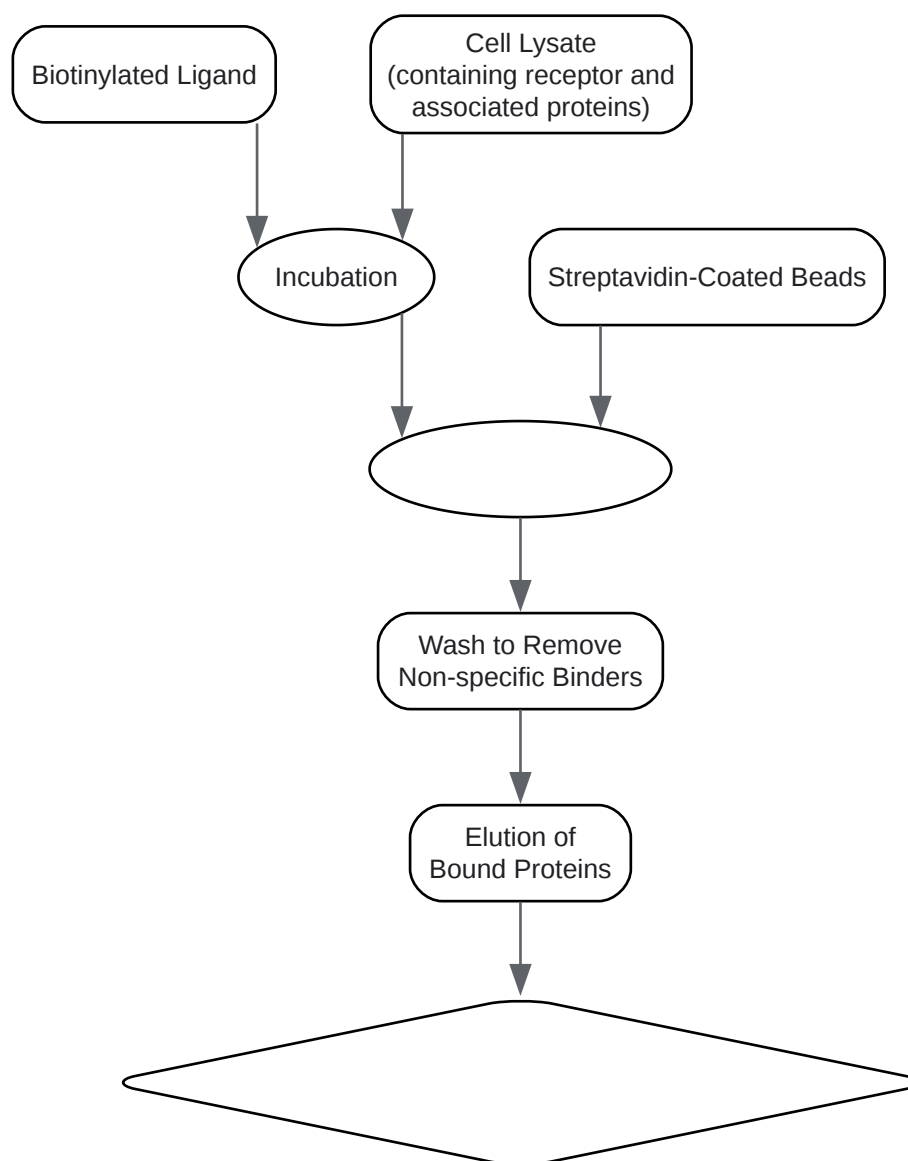 Biotinylated Ligand
Cell Lysate
(containing receptor and
associated proteins)
Incubation
Streptavidin-Coated Beads
Wash to Remove
Non-specific Binders
Elution of
Bound Proteins